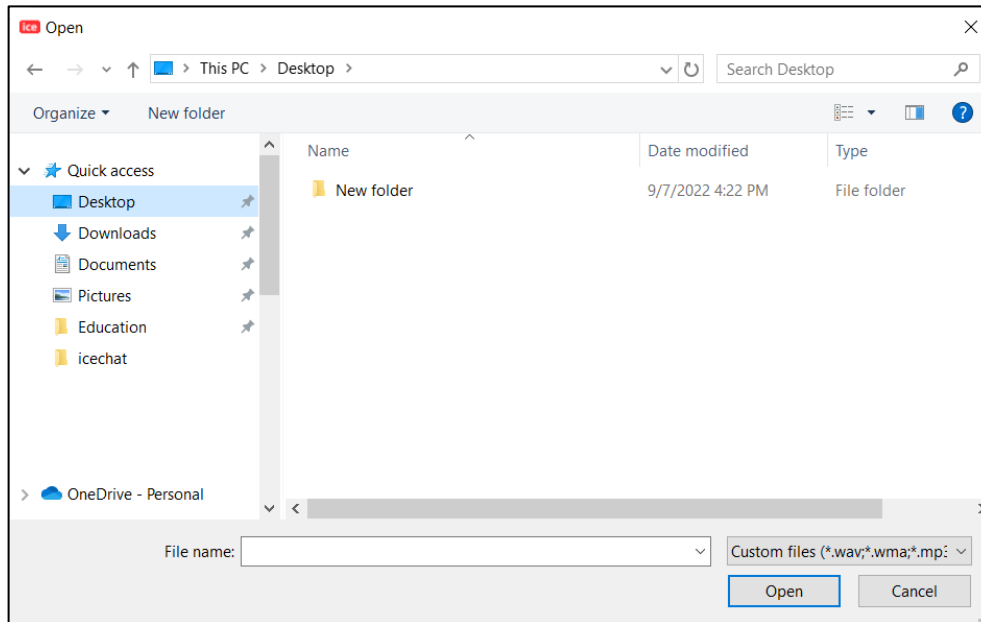 ice Open
This PC > Desktop >
Search Desktop
Organize
New folder
?
Name
Date modified
Type
Quick access
New folder
9/7/2022 4:22 PM
File folder
Desktop
Downloads
Documents
Pictures
Education
icechat
OneDrive - Personal
File name:
Custom files (*.wav;*.wma;*.mp3
Open
Cancel